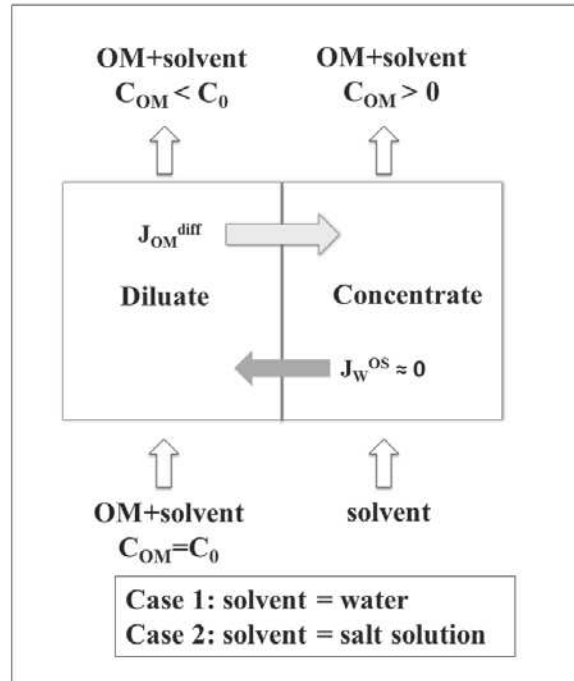 OM+solvent
C_OM < C_0
OM+solvent
C_OM > 0
J_OM^diff
Diluate
Concentrate
J_W^OS ≈ 0
OM+solvent
C_OM=C_0
solvent
Case 1: solvent = water
Case 2: solvent = salt solution